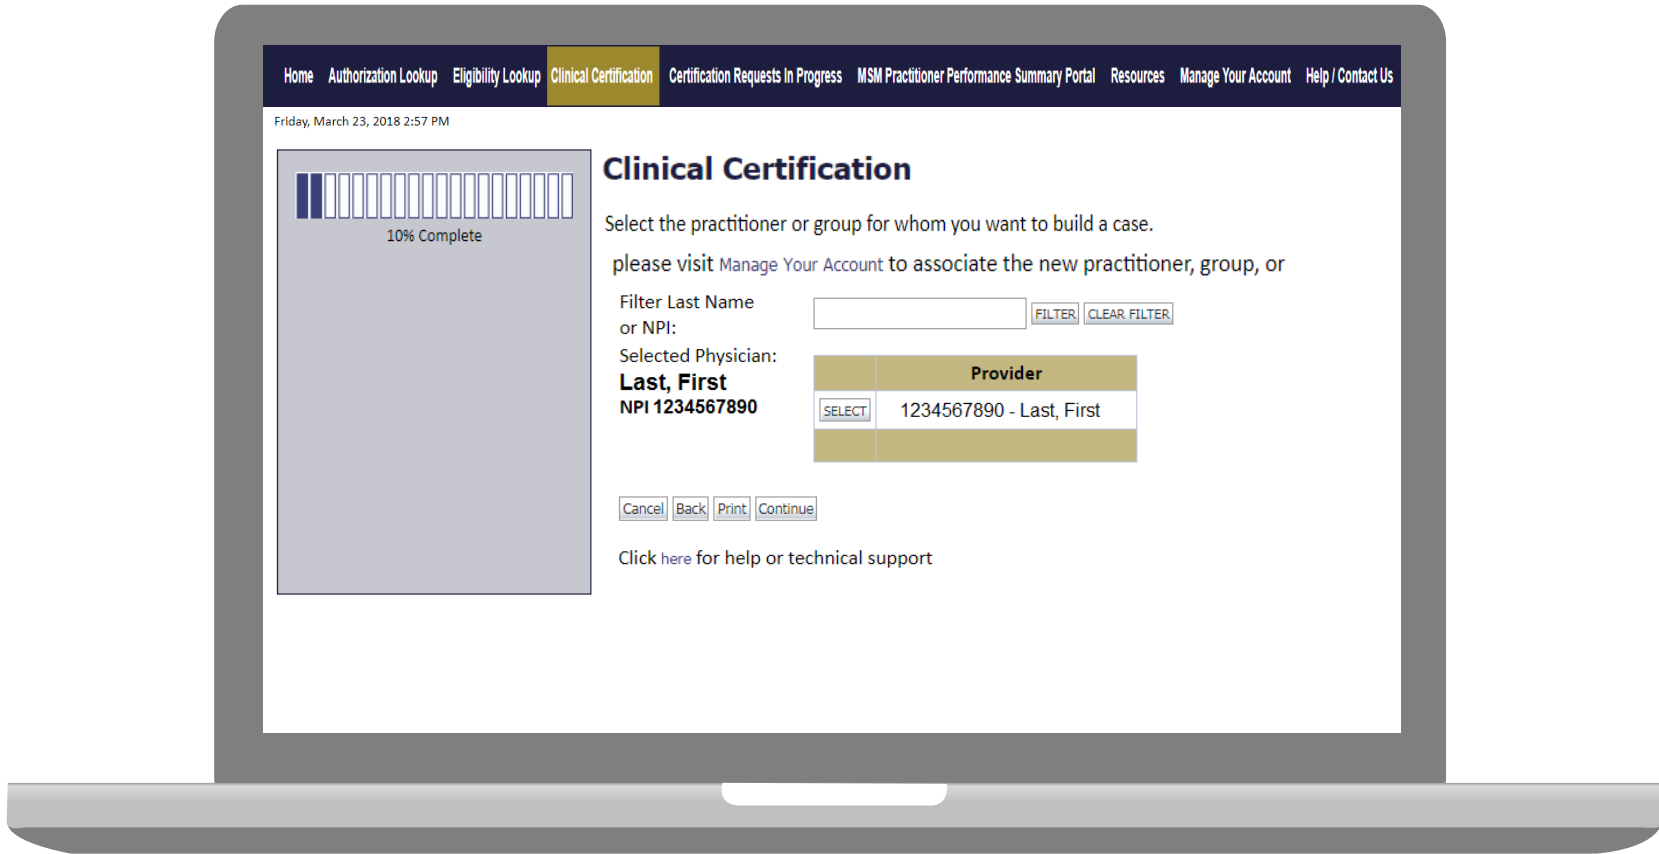 Home Authorization Lookup Eligibility Lookup Clinical Certification Certification Requests In Progress MSM Practitioner Performance Summary Portal Resources Manage Your Account Help / Contact Us
Friday, March 23, 2018 2:57 PM
10% Complete
Clinical Certification
Select the practitioner or group for whom you want to build a case.
please visit Manage Your Account to associate the new practitioner, group, or
Filter Last Name
or NPI:
FILTER CLEAR FILTER
Selected Physician:
Last, First
NPI 1234567890
Provider
SELECT 1234567890 - Last, First
Cancel Back Print Continue
Click here for help or technical support